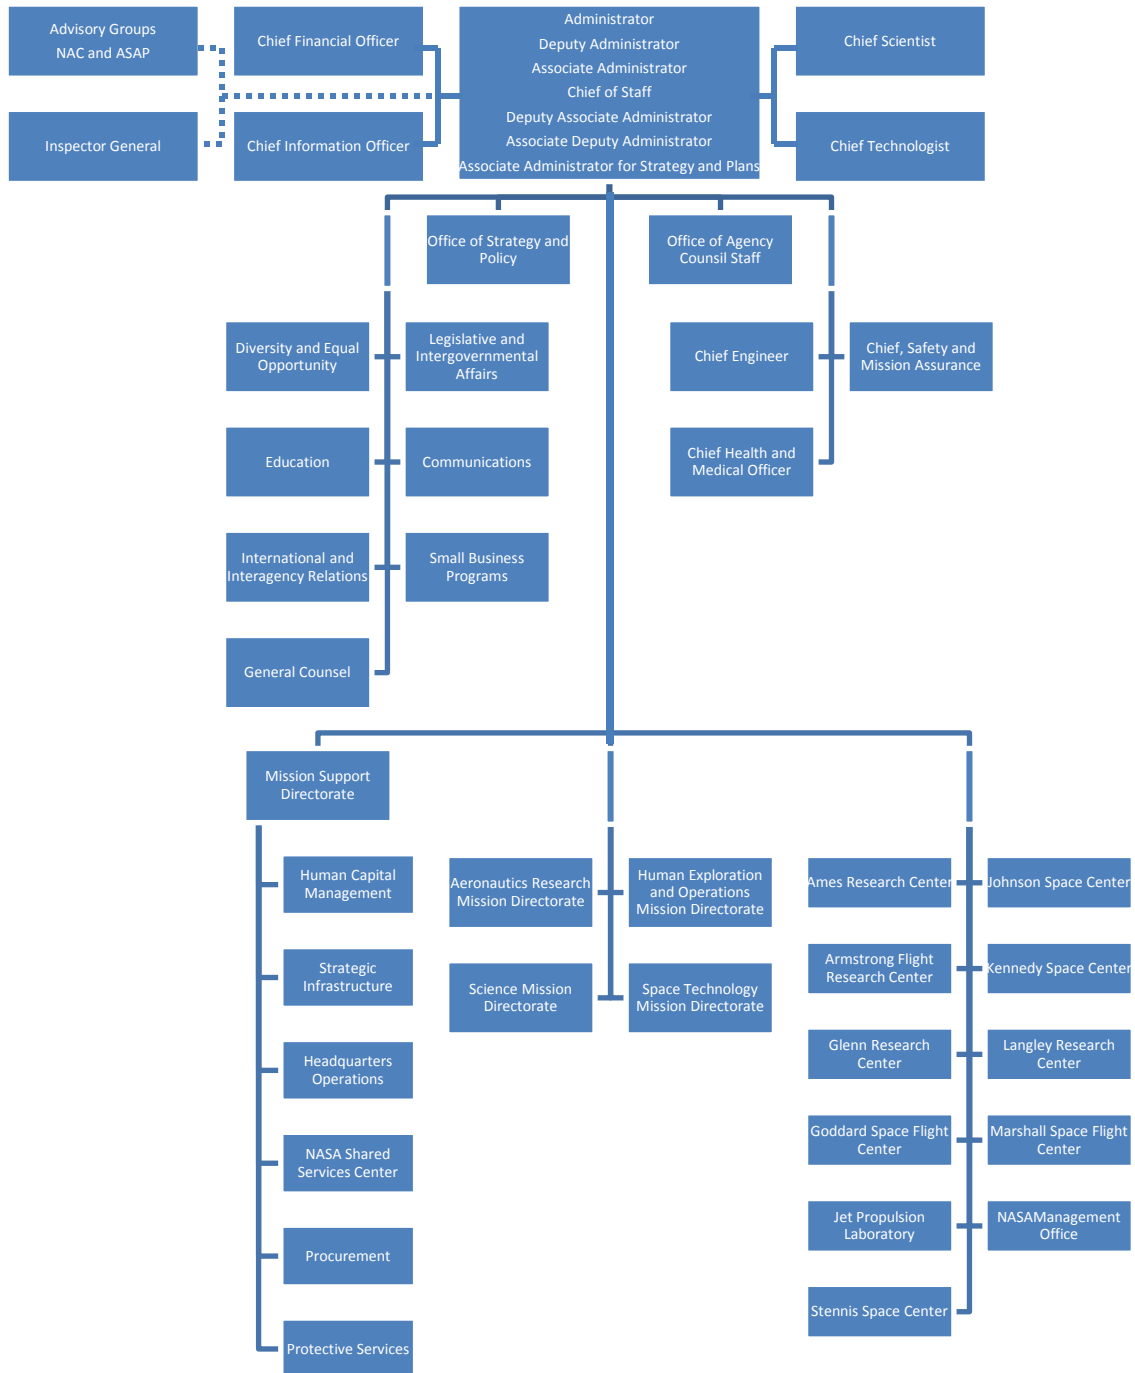 Advisory Groups
NAC and ASAP
Chief Financial Officer
Administrator
Deputy Administrator
Associate Administrator
Chief of Staff
Deputy Associate Administrator
Associate Deputy Administrator
Associate Administrator for Strategy and Plans
Chief Scientist
Inspector General
Chief Information Officer
Chief Technologist
Office of Strategy and
Policy
Office of Agency
Counsil Staff
Diversity and Equal
Opportunity
Legislative and
Intergovernmental
Affairs
Chief Engineer
Chief, Safety and
Mission Assurance
Education
Communications
Chief Health and
Medical Officer
International and
Interagency Relations
Small Business
Programs
General Counsel
Mission Support
Directorate
Human Capital
Management
Strategic
Infrastructure
Headquarters
Operations
NASA Shared
Services Center
Procurement
Protective Services
Aeronautics Research
Mission Directorate
Human Exploration
and Operations
Mission Directorate
Science Mission
Directorate
Space Technology
Mission Directorate
Ames Research Center
Johnson Space Center
Armstrong Flight
Research Center
Kennedy Space Center
Glenn Research
Center
Langley Research
Center
Goddard Space Flight
Center
Marshall Space Flight
Center
Jet Propulsion
Laboratory
NASAManagement
Office
Stennis Space Center